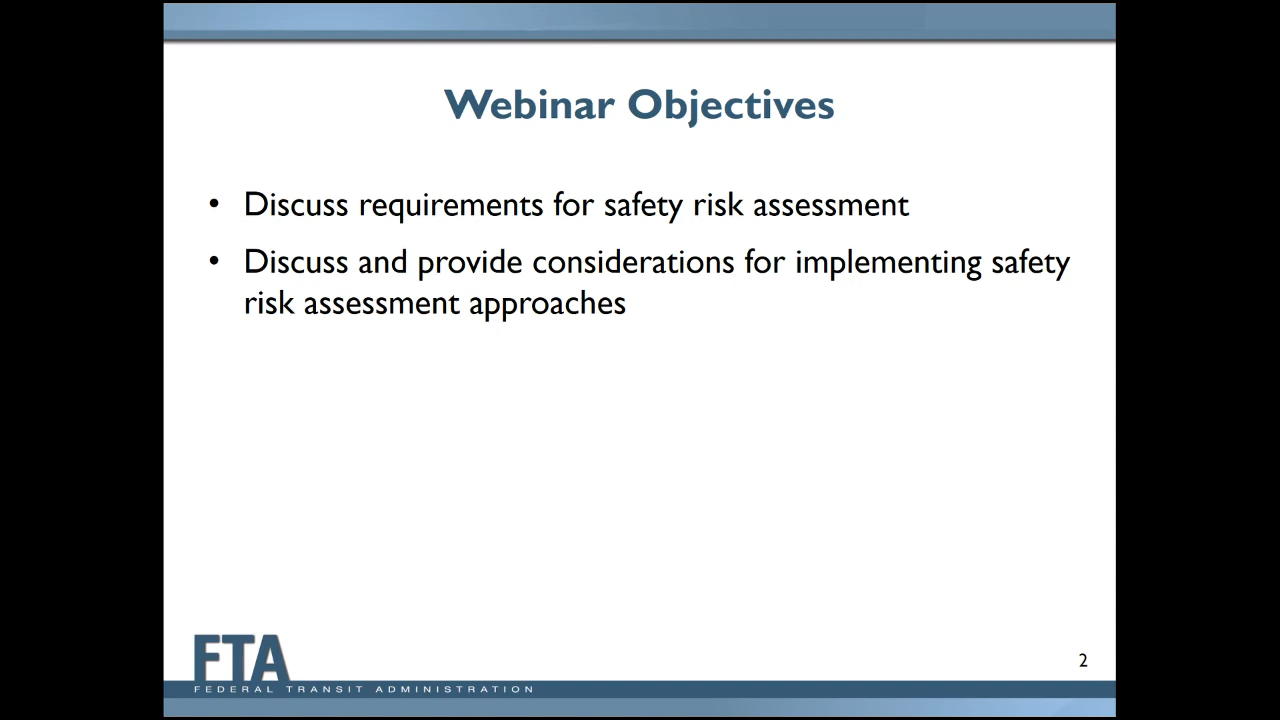 Webinar Objectives
• Discuss requirements for safety risk assessment
• Discuss and provide considerations for implementing safety
risk assessment approaches
FTA
FEDERAL TRANSIT ADMINISTRATION
2